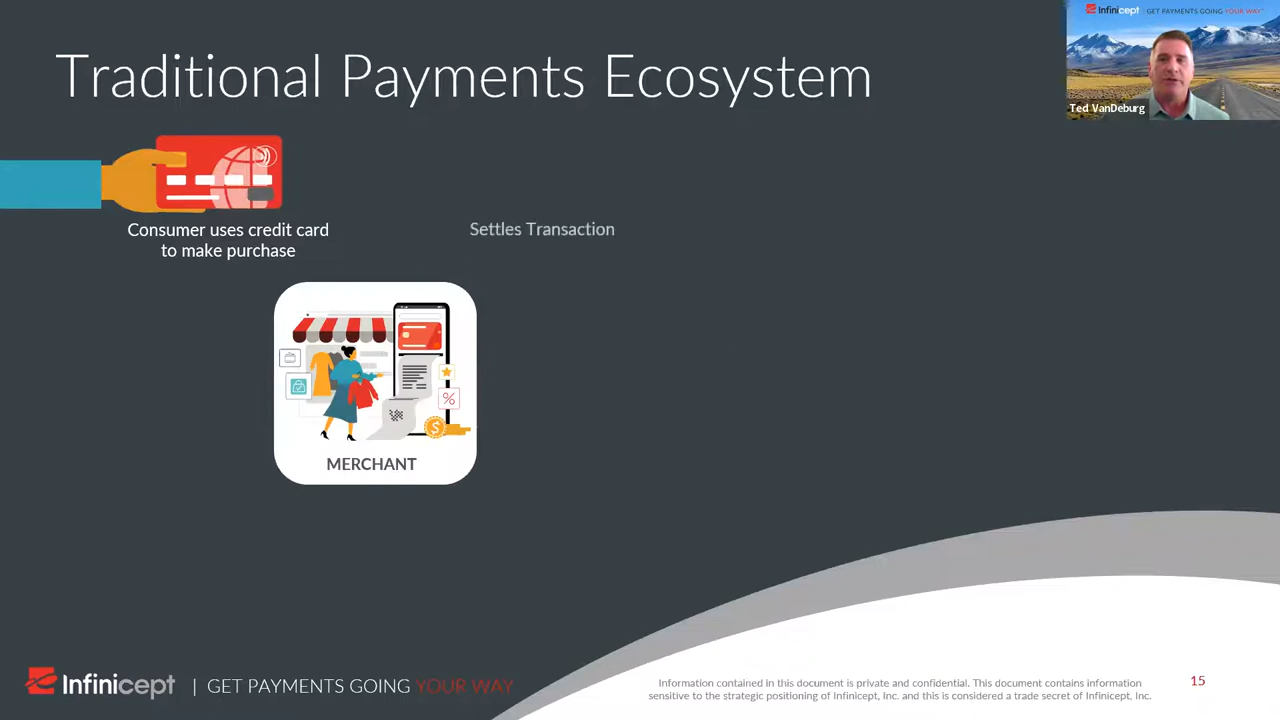 Infinicept | GET PAYMENTS GOING YOUR WAY
Traditional Payments Ecosystem
Ted VanDeburg
Consumer uses credit card
to make purchase
Settles Transaction
%
$
MERCHANT
Infinicept | GET PAYMENTS GOING YOUR WAY
Information contained in this document is private and confidential. This document contains information
sensitive to the strategic positioning of Infinicept, Inc. and this is considered a trade secret of Infinicept, Inc.
15